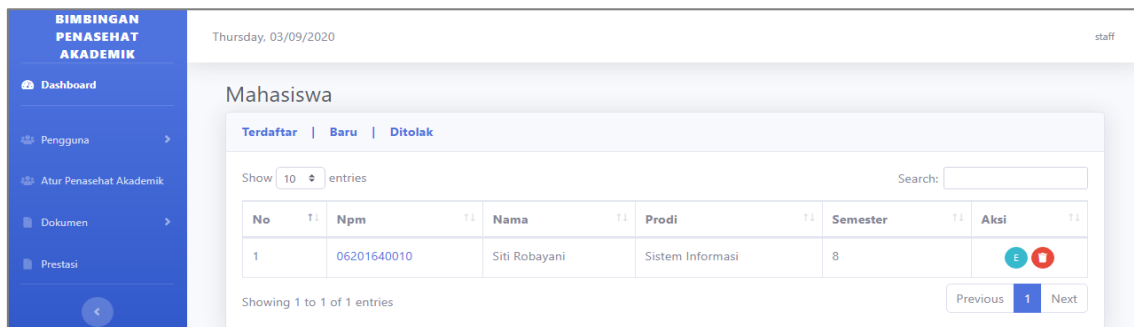 BIMBINGAN
PENASEHAT
AKADEMIK
Dashboard
Pengguna
Atur Penasehat Akademik
Dokumen
Prestasi
Thursday, 03/09/2020
staff
Mahasiswa
Terdaftar | Baru | Ditolak
Show 10 entries Search:
No Npm Nama Prodi Semester Aksi
1 06201640010 Siti Robayani Sistem Informasi 8 E
Showing 1 to 1 of 1 entries
Previous 1 Next